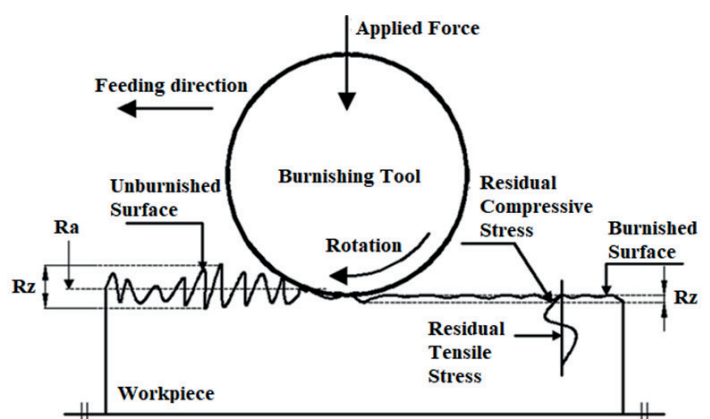 Applied Force
Feeding direction
Burnishing Tool
Unburnished
Surface
Residual
Compressive
Stress
Burnished
Surface
Ra
Rotation
Rz
Rz
Residual
Tensile
Stress
Workpiece